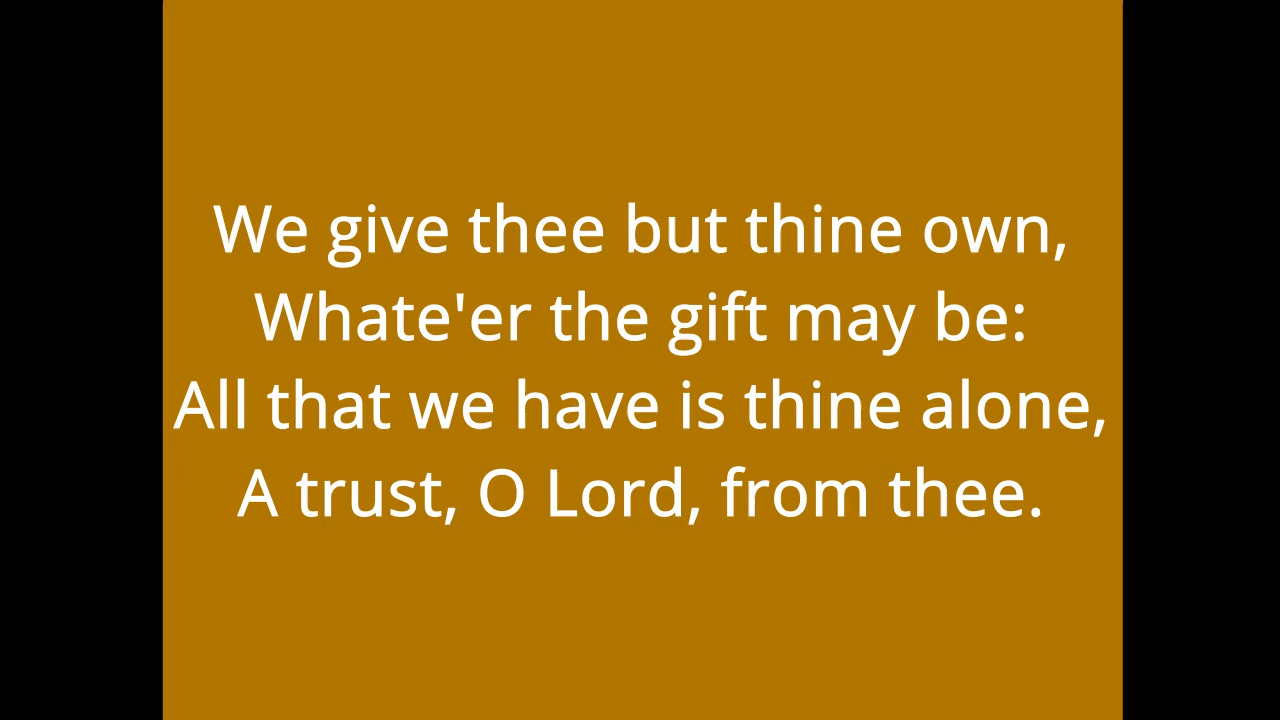 We give thee but thine own,
Whate'er the gift may be:
All that we have is thine alone,
A trust, O Lord, from thee.